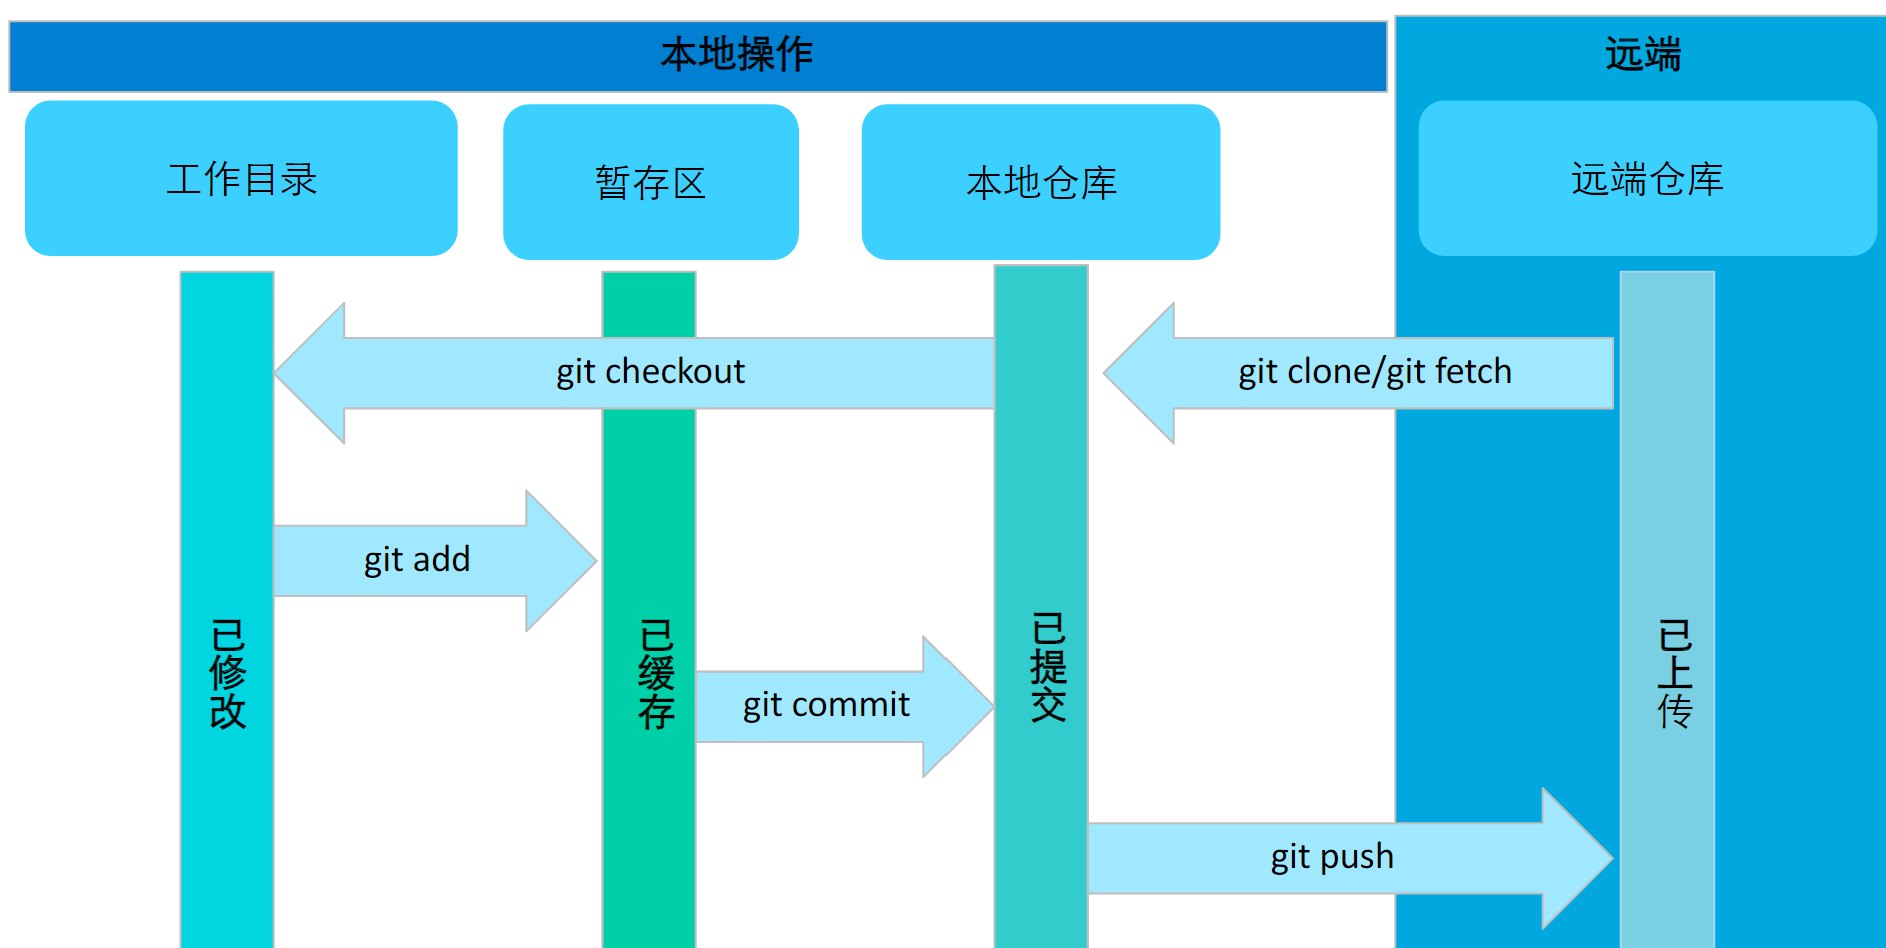 本地操作
远端
工作目录
暂存区
本地仓库
远端仓库
git checkout
git clone/git fetch
git add
已修改
已缓存
已提交
已上传
git commit
git push